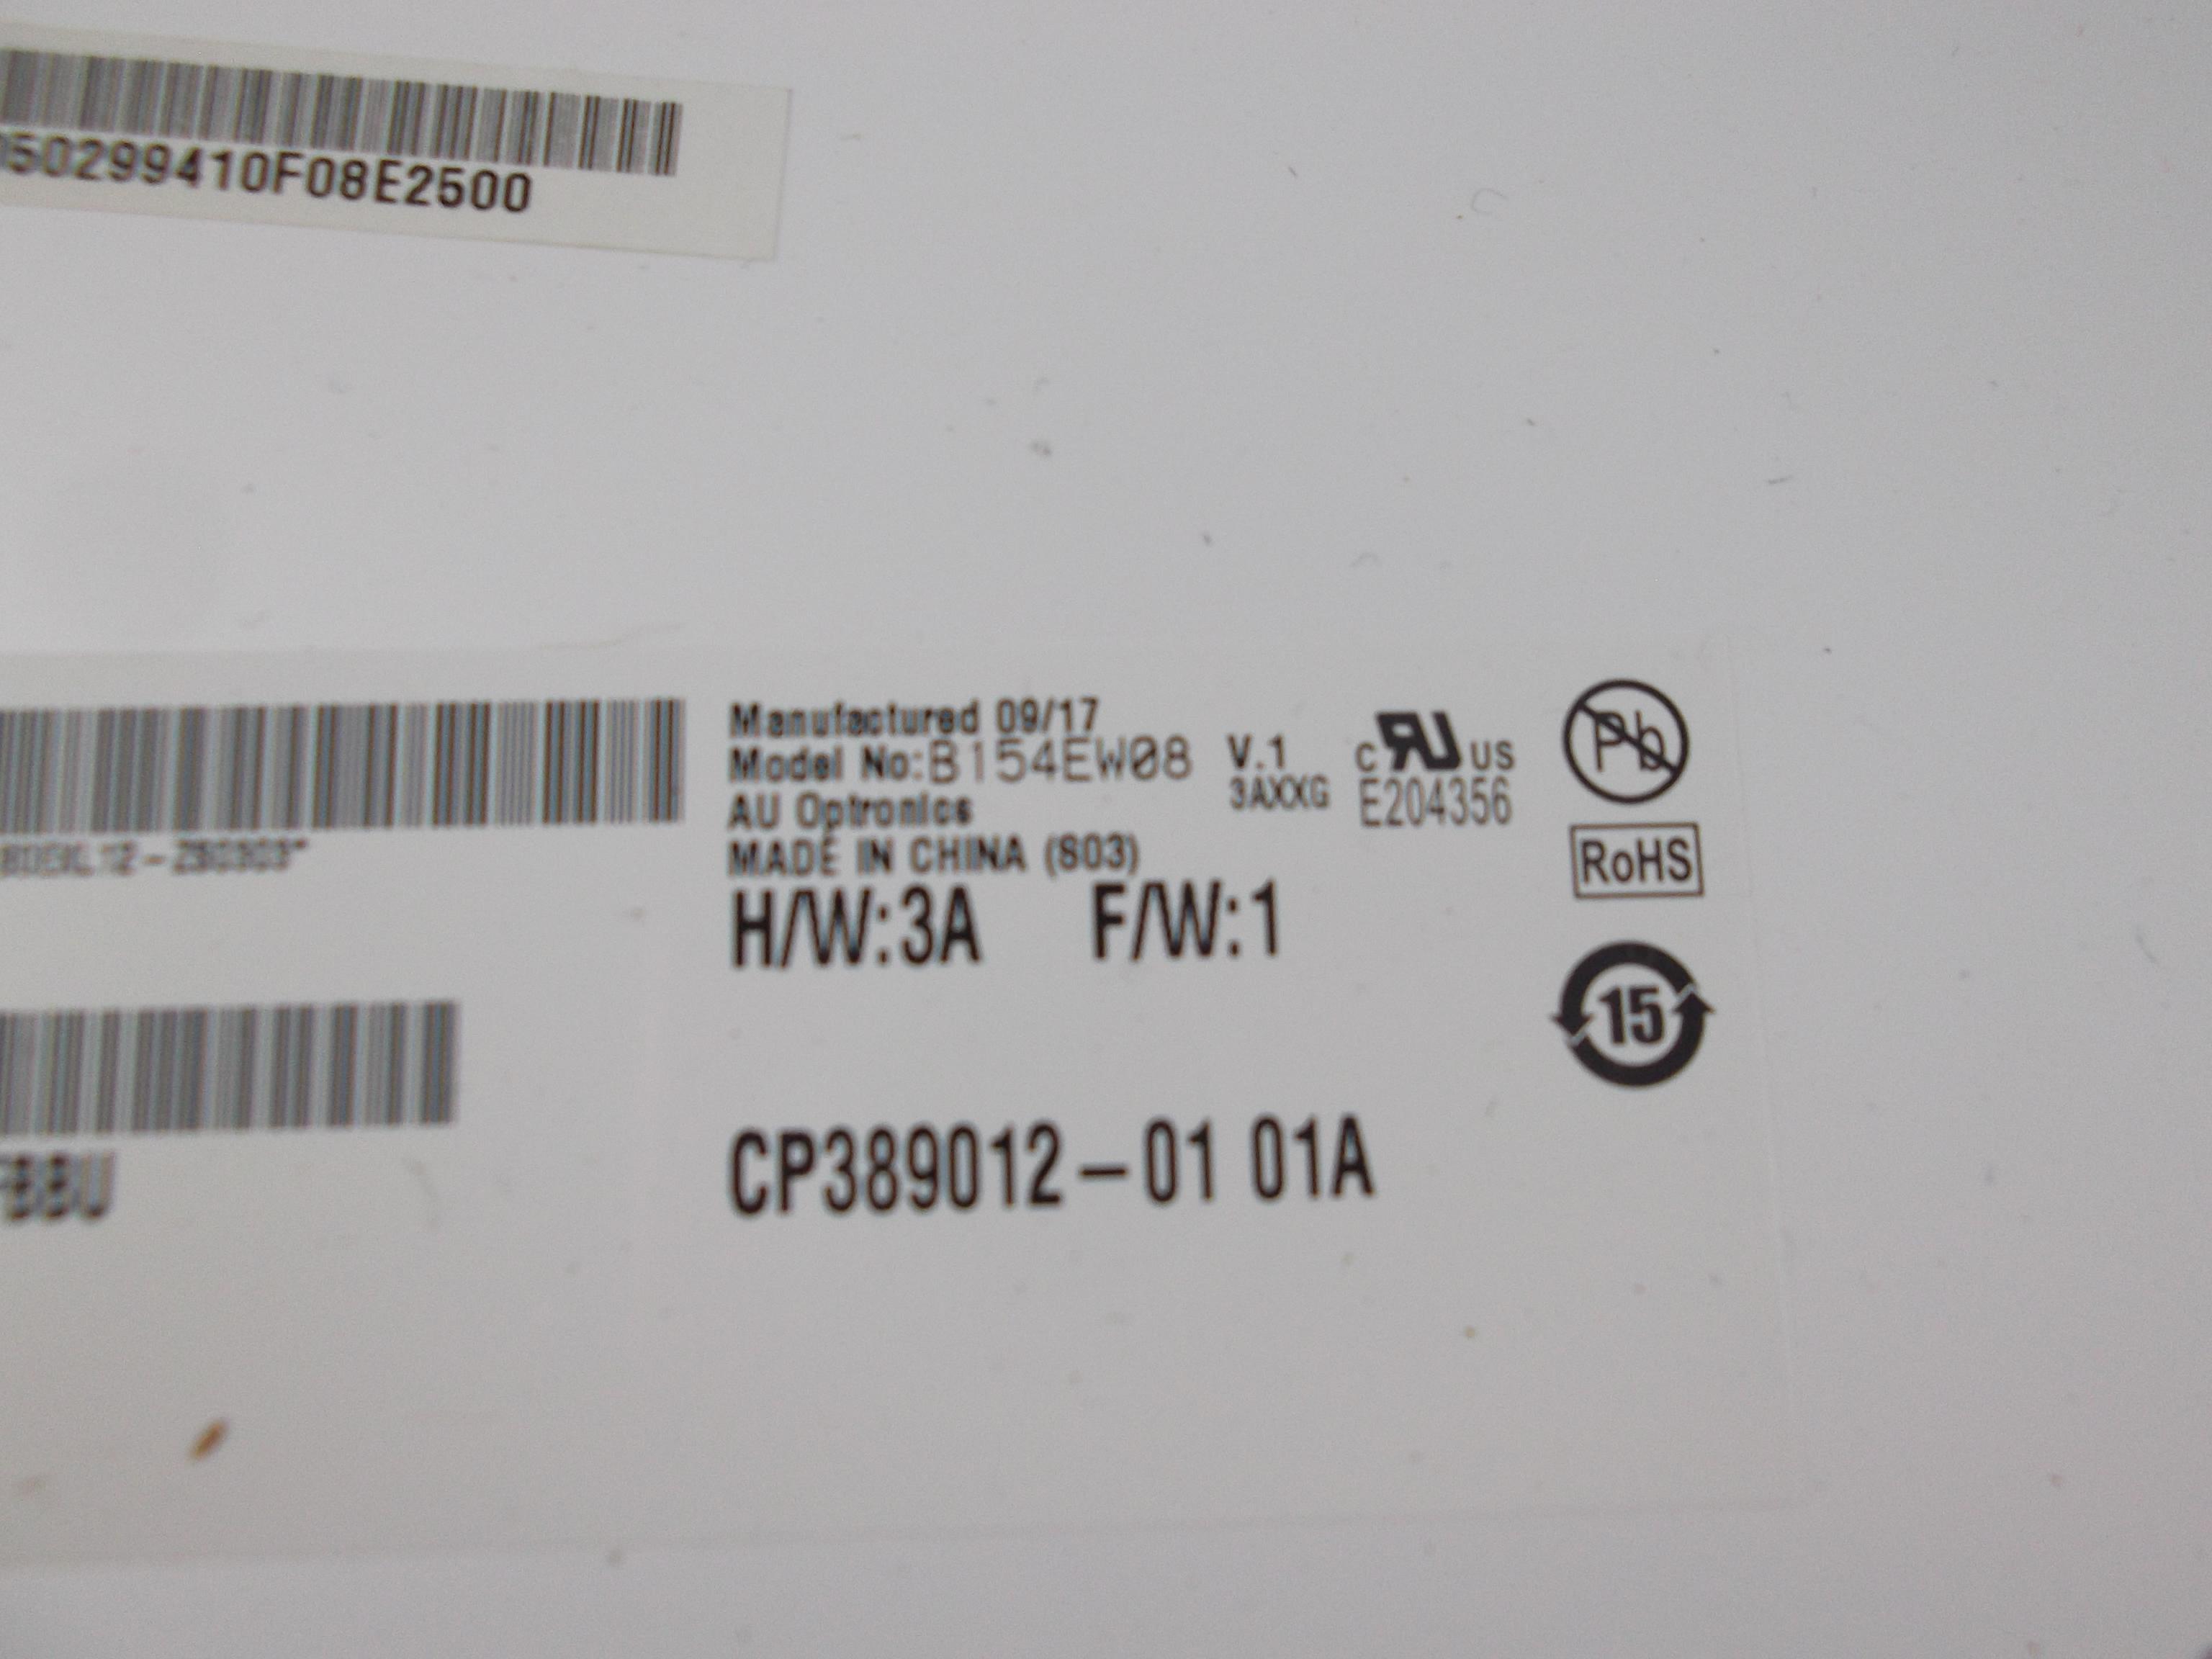 50299410F08E2500
Manufactured 09/17
Model No:B154EW08 V.1
AU Optronics 3AXXG
MADE IN CHINA (S03)
H/W:3A F/W:1
CP389012-01 01A
c RU US
E204356
Pb
RoHS
15